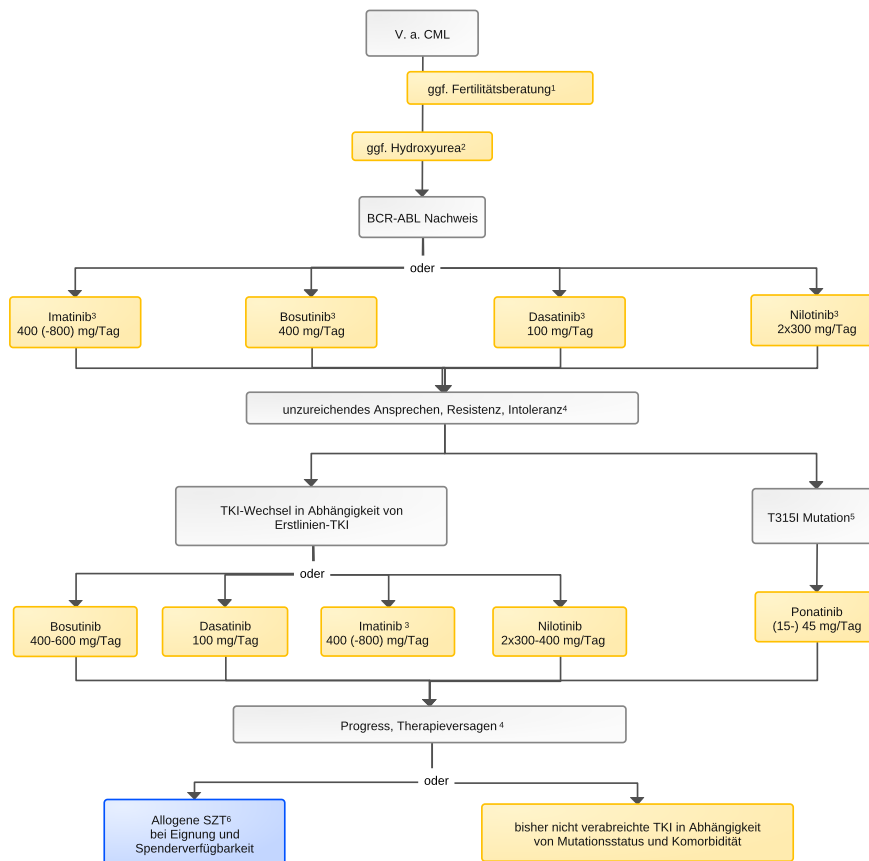 V. a. CML
ggf. Fertilitätsberatung¹
ggf. Hydroxyurea²
BCR-ABL Nachweis
oder
Imatinib³
400 (-800) mg/Tag
Bosutinib³
400 mg/Tag
Dasatinib³
100 mg/Tag
Nilotinib³
2x300 mg/Tag
unzureichendes Ansprechen, Resistenz, Intoleranz⁴
TKI-Wechsel in Abhängigkeit von
Erstlinien-TKI
T315I Mutation⁵
oder
Bosutinib
400-600 mg/Tag
Dasatinib
100 mg/Tag
Imatinib ³
400 (-800) mg/Tag
Nilotinib
2x300-400 mg/Tag
Ponatinib
(15-) 45 mg/Tag
Progress, Therapieversagen ⁴
oder
Allogene SZT⁶
bei Eignung und
Spenderverfügbarkeit
bisher nicht verabreichte TKI in Abhängigkeit
von Mutationsstatus und Komorbidität